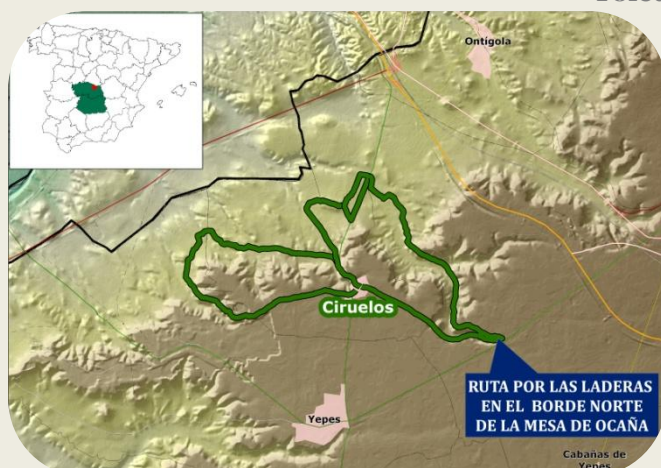 Ontígola
Ciruelos
RUTA POR LAS LADERAS
EN EL BORDE NORTE
DE LA MESA DE OCAÑA
Yepes
Cabañas de
Yepes